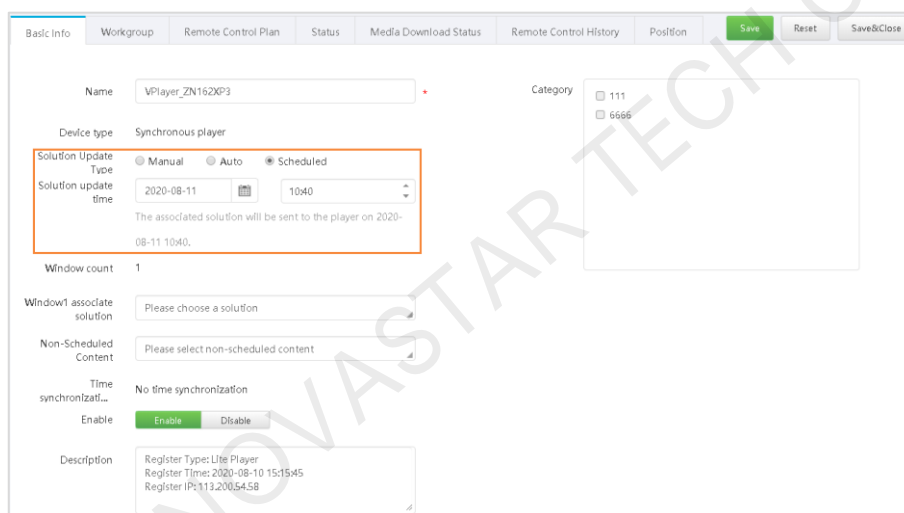 Basic Info Workgroup Remote Control Plan Status Media Download Status Remote Control History Position Save Reset Save&Close
Name VPlayer_ZN162XP3 * Category 111
6666
Device type Synchronous player
Solution Update Type Manual Auto Scheduled
Solution update time 2020-08-11 10:40
The associated solution will be sent to the player on 2020-
08-11 10:40.
Window count 1
Window1 associate solution Please choose a solution
Non-Scheduled Content Please select non-scheduled content
Time synchronizati... No time synchronization
Enable Enable Disable
Description Register Type: Lite Player
Register Time: 2020-08-10 15:15:45
Register IP: 113.200.54.58
NOVASTAR TECH